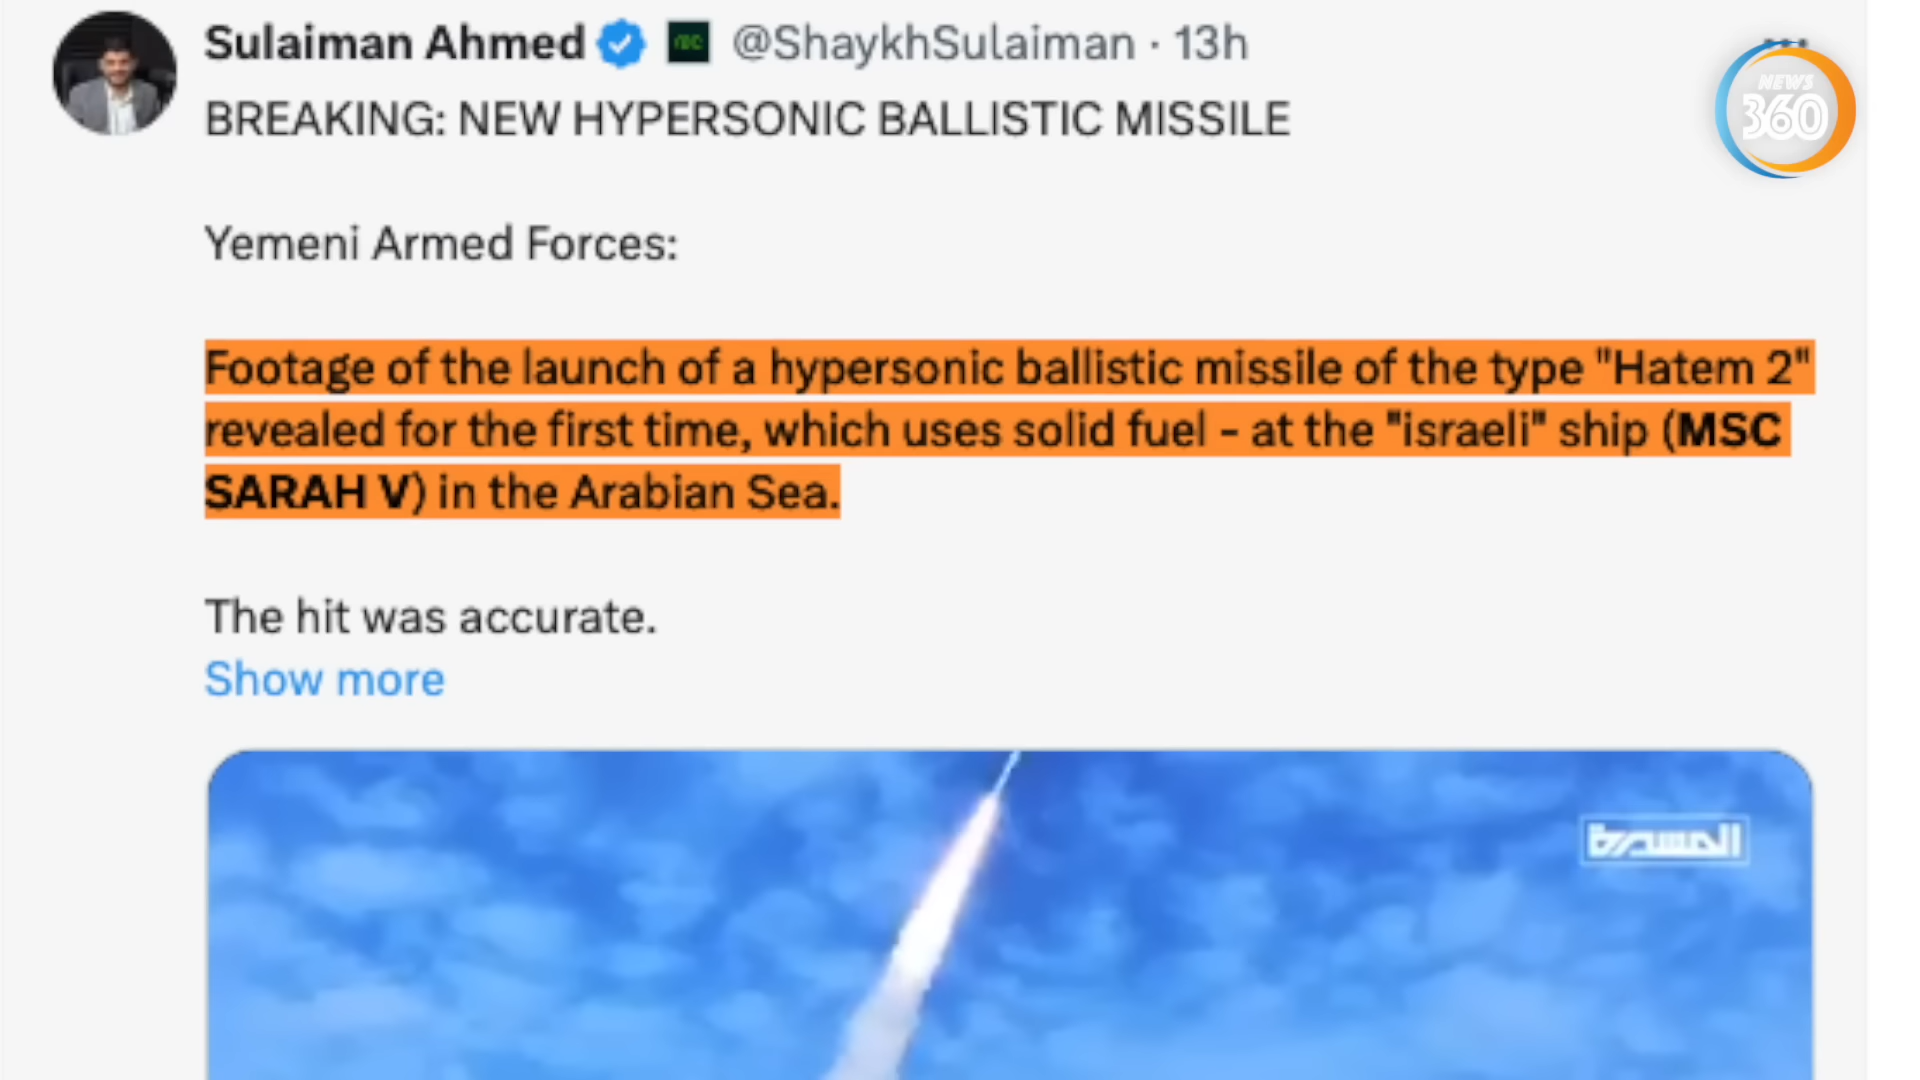 Sulaiman Ahmed @ShaykhSulaiman · 13h
NEWS
360
BREAKING: NEW HYPERSONIC BALLISTIC MISSILE
Yemeni Armed Forces:
Footage of the launch of a hypersonic ballistic missile of the type "Hatem 2"
revealed for the first time, which uses solid fuel - at the "israeli" ship (MSC
SARAH V) in the Arabian Sea.
The hit was accurate.
Show more
المسيرة